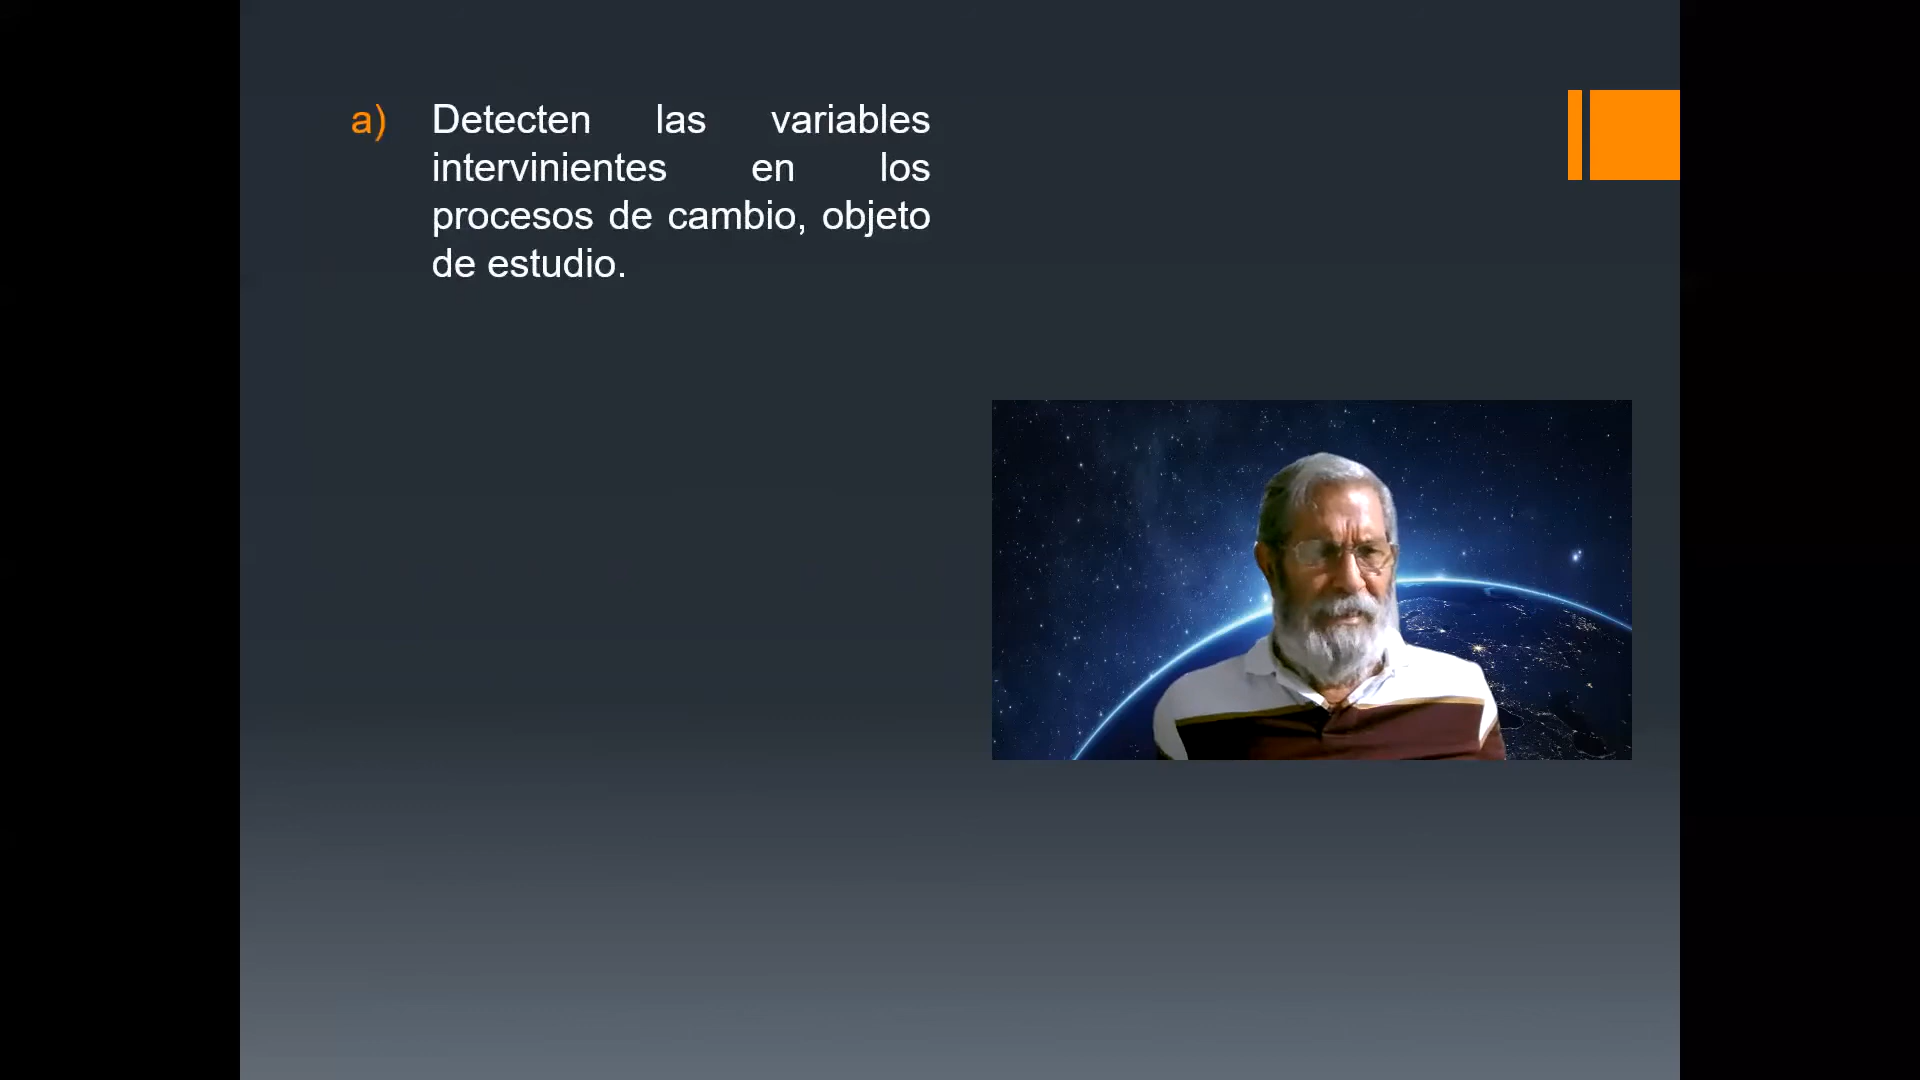 a) Detecten las variables
intervinientes en los
procesos de cambio, objeto
de estudio.